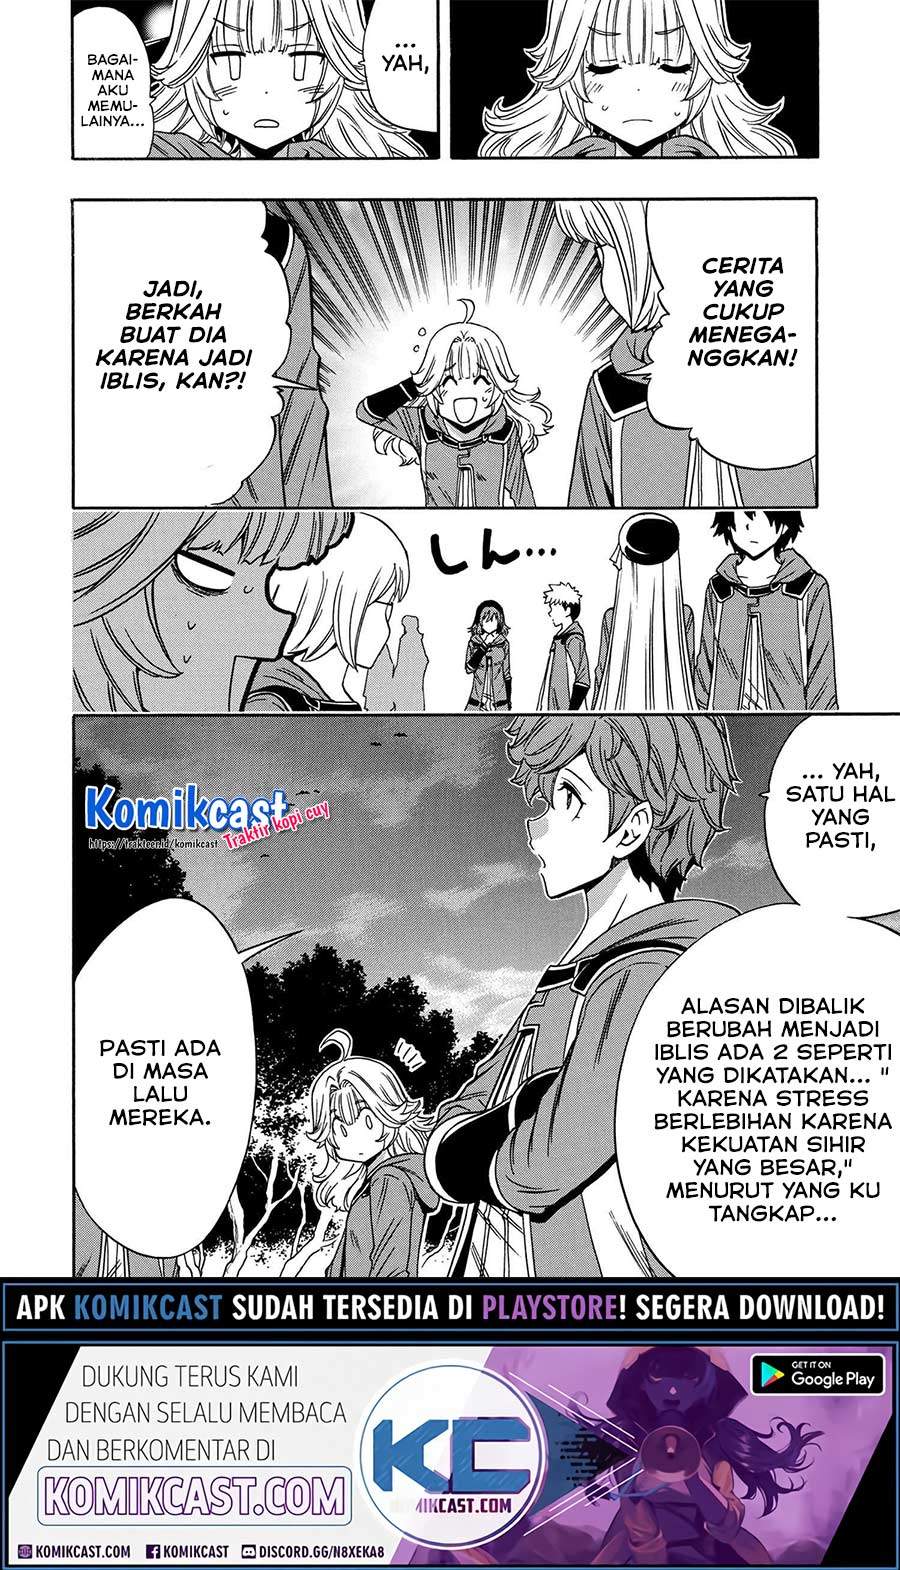 ...
YAH,
BAGAI-
MANA
AKU
MEMU-
LAINYA...
CERITA
YANG
CUKUP
MENEGA-
NGGKAN!
JADI,
BERKAH
BUAT DIA
KARENA JADI
IBLIS, KAN?!
しん...
... YAH,
SATU HAL
YANG
PASTI,
ALASAN DIBALIK
BERUBAH MENJADI
IBLIS ADA 2 SEPERTI
YANG DIKATAKAN... "
KARENA STRESS
BERLEBIHAN KARENA
KEKUATAN SIHIR
YANG BESAR,"
MENURUT YANG KU
TANGKAP...
PASTI ADA
DI MASA
LALU
MEREKA.
Komikcast
Traktir kopi cuy
https://trakteer.id/komikcast
APK KOMIKCAST SUDAH TERSEDIA DI PLAYSTORE! SEGERA DOWNLOAD!
DUKUNG TERUS KAMI
DENGAN SELALU MEMBACA
DAN BERKOMENTAR DI
KOMIKCAST.COM
KOMIKCAST.COM
KOMIKCAST
DISCORD.GG/N8XEKA8
KC
MIKCAST.COM
GET IT ON
Google Play